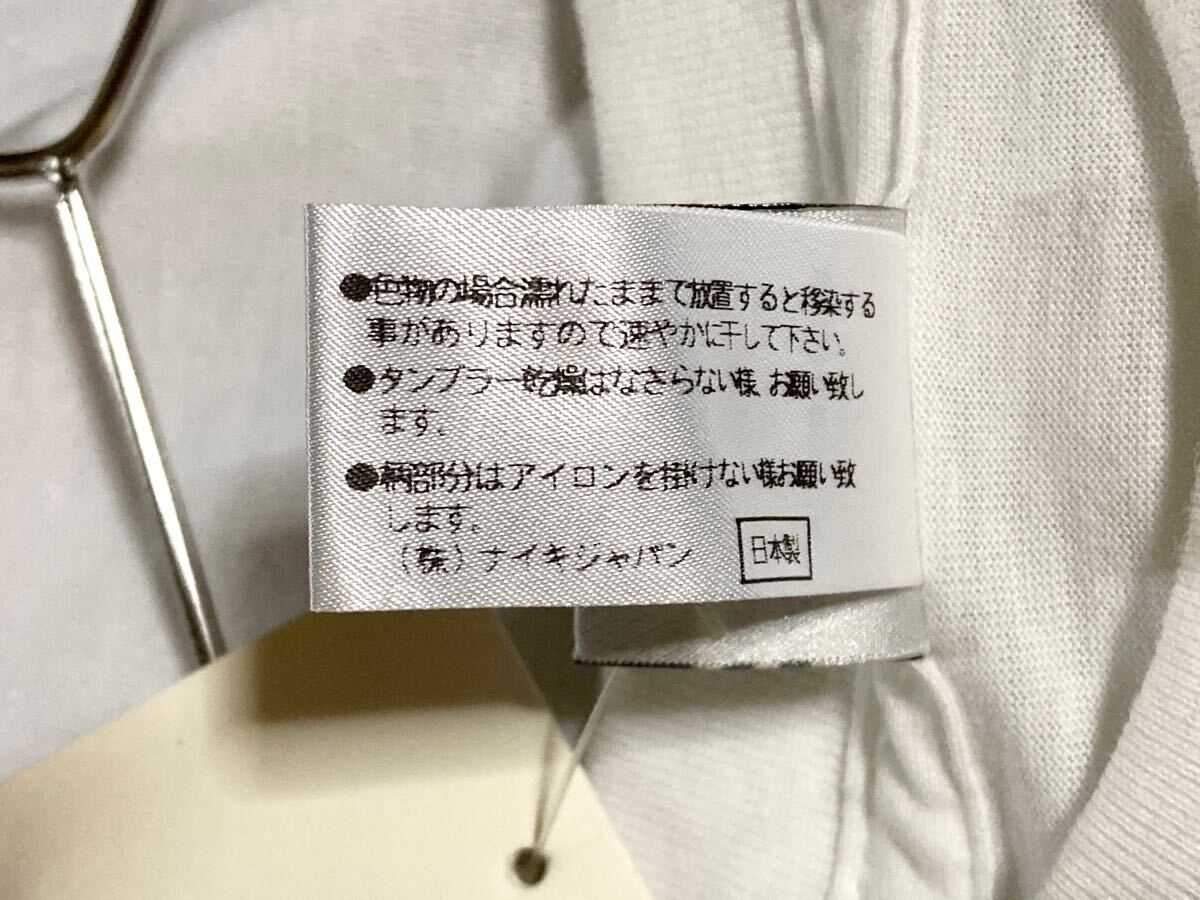 ●色物の場合濡れたままで放置すると移染する
事がありますので速やかに干して下さい。
●タンブラー乾燥はなさらない様、お願い致し
ます。
●柄部分はアイロンを掛けない様お願い致
します。
(株)ナイキジャパン
日本製